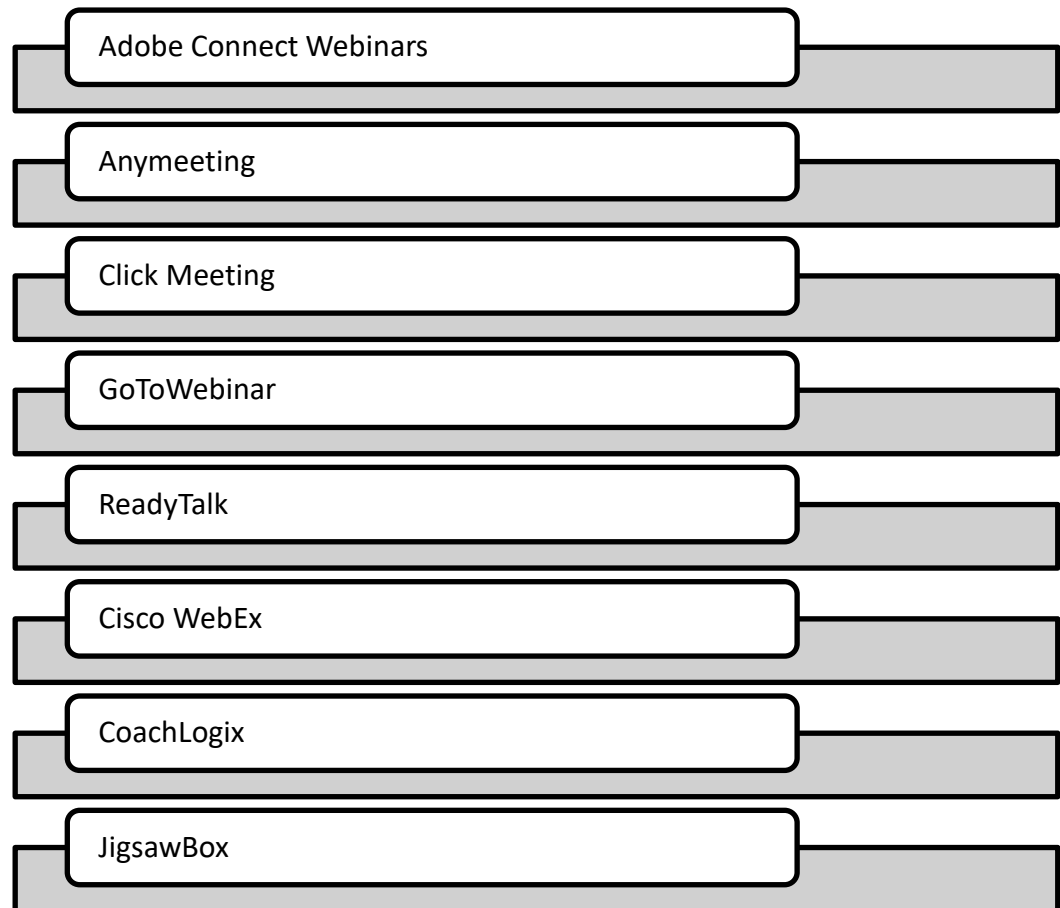 Adobe Connect Webinars
Anymeeting
Click Meeting
GoToWebinar
ReadyTalk
Cisco WebEx
CoachLogix
JigsawBox